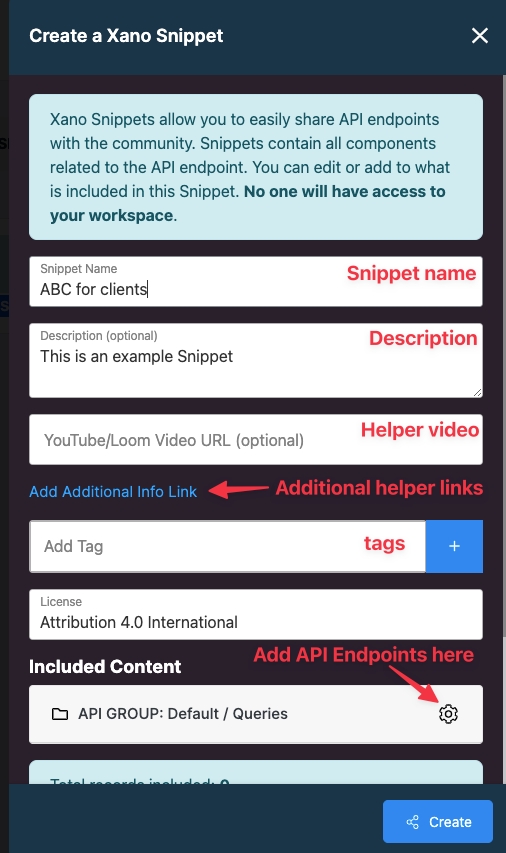 Create a Xano Snippet
Xano Snippets allow you to easily share API endpoints
with the community. Snippets contain all components
related to the API endpoint. You can edit or add to what
is included in this Snippet. No one will have access to
your workspace.
Snippet Name
Snippet name
ABC for clients
Description (optional)
Description
This is an example Snippet
YouTube/Loom Video URL (optional)
Helper video
Add Additional Info Link
Additional helper links
Add Tag
tags
+
License
Attribution 4.0 International
Add API Endpoints here
Included Content
API GROUP: Default / Queries
Total records included: 0
Create